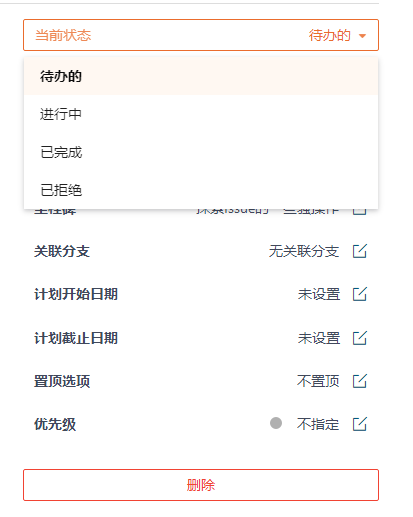 当前状态 待办的
待办的
进行中
已完成
已拒绝
关联分支 无关联分支
计划开始日期 未设置
计划截止日期 未设置
置顶选项 不置顶
优先级 不指定
删除